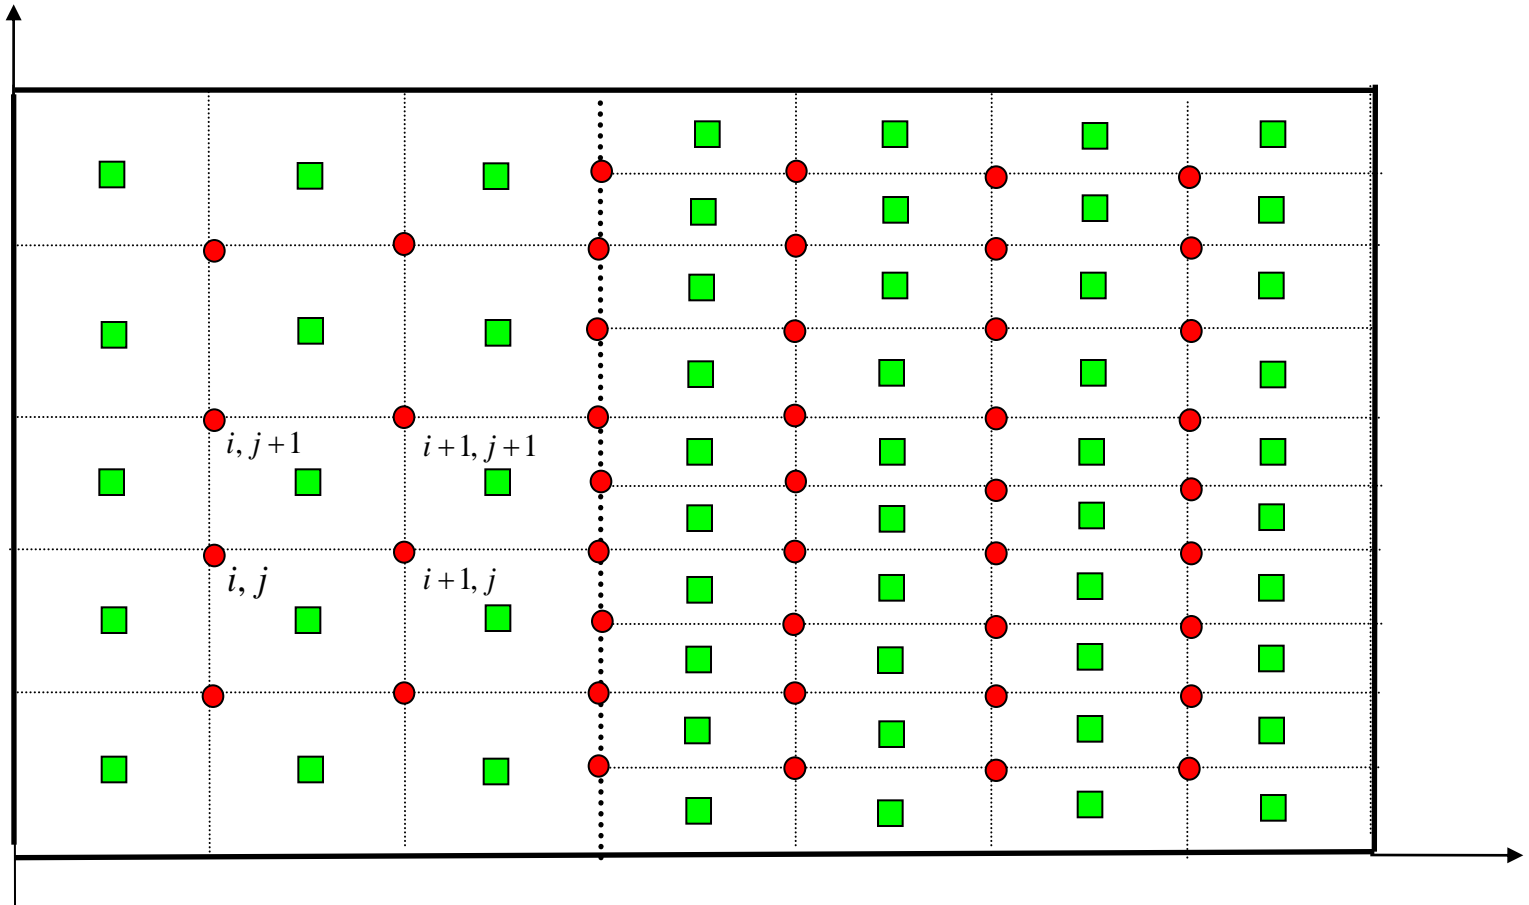 i, j+1
i+1, j+1
i, j
i+1, j